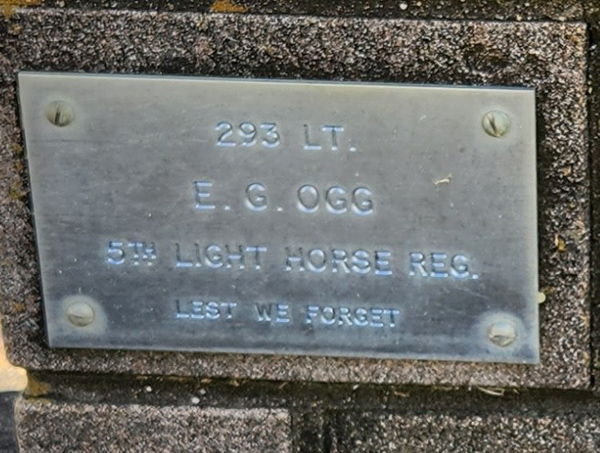 293 LT.
E. G. OGG
5TH LIGHT HORSE REG.
LEST WE FORGET